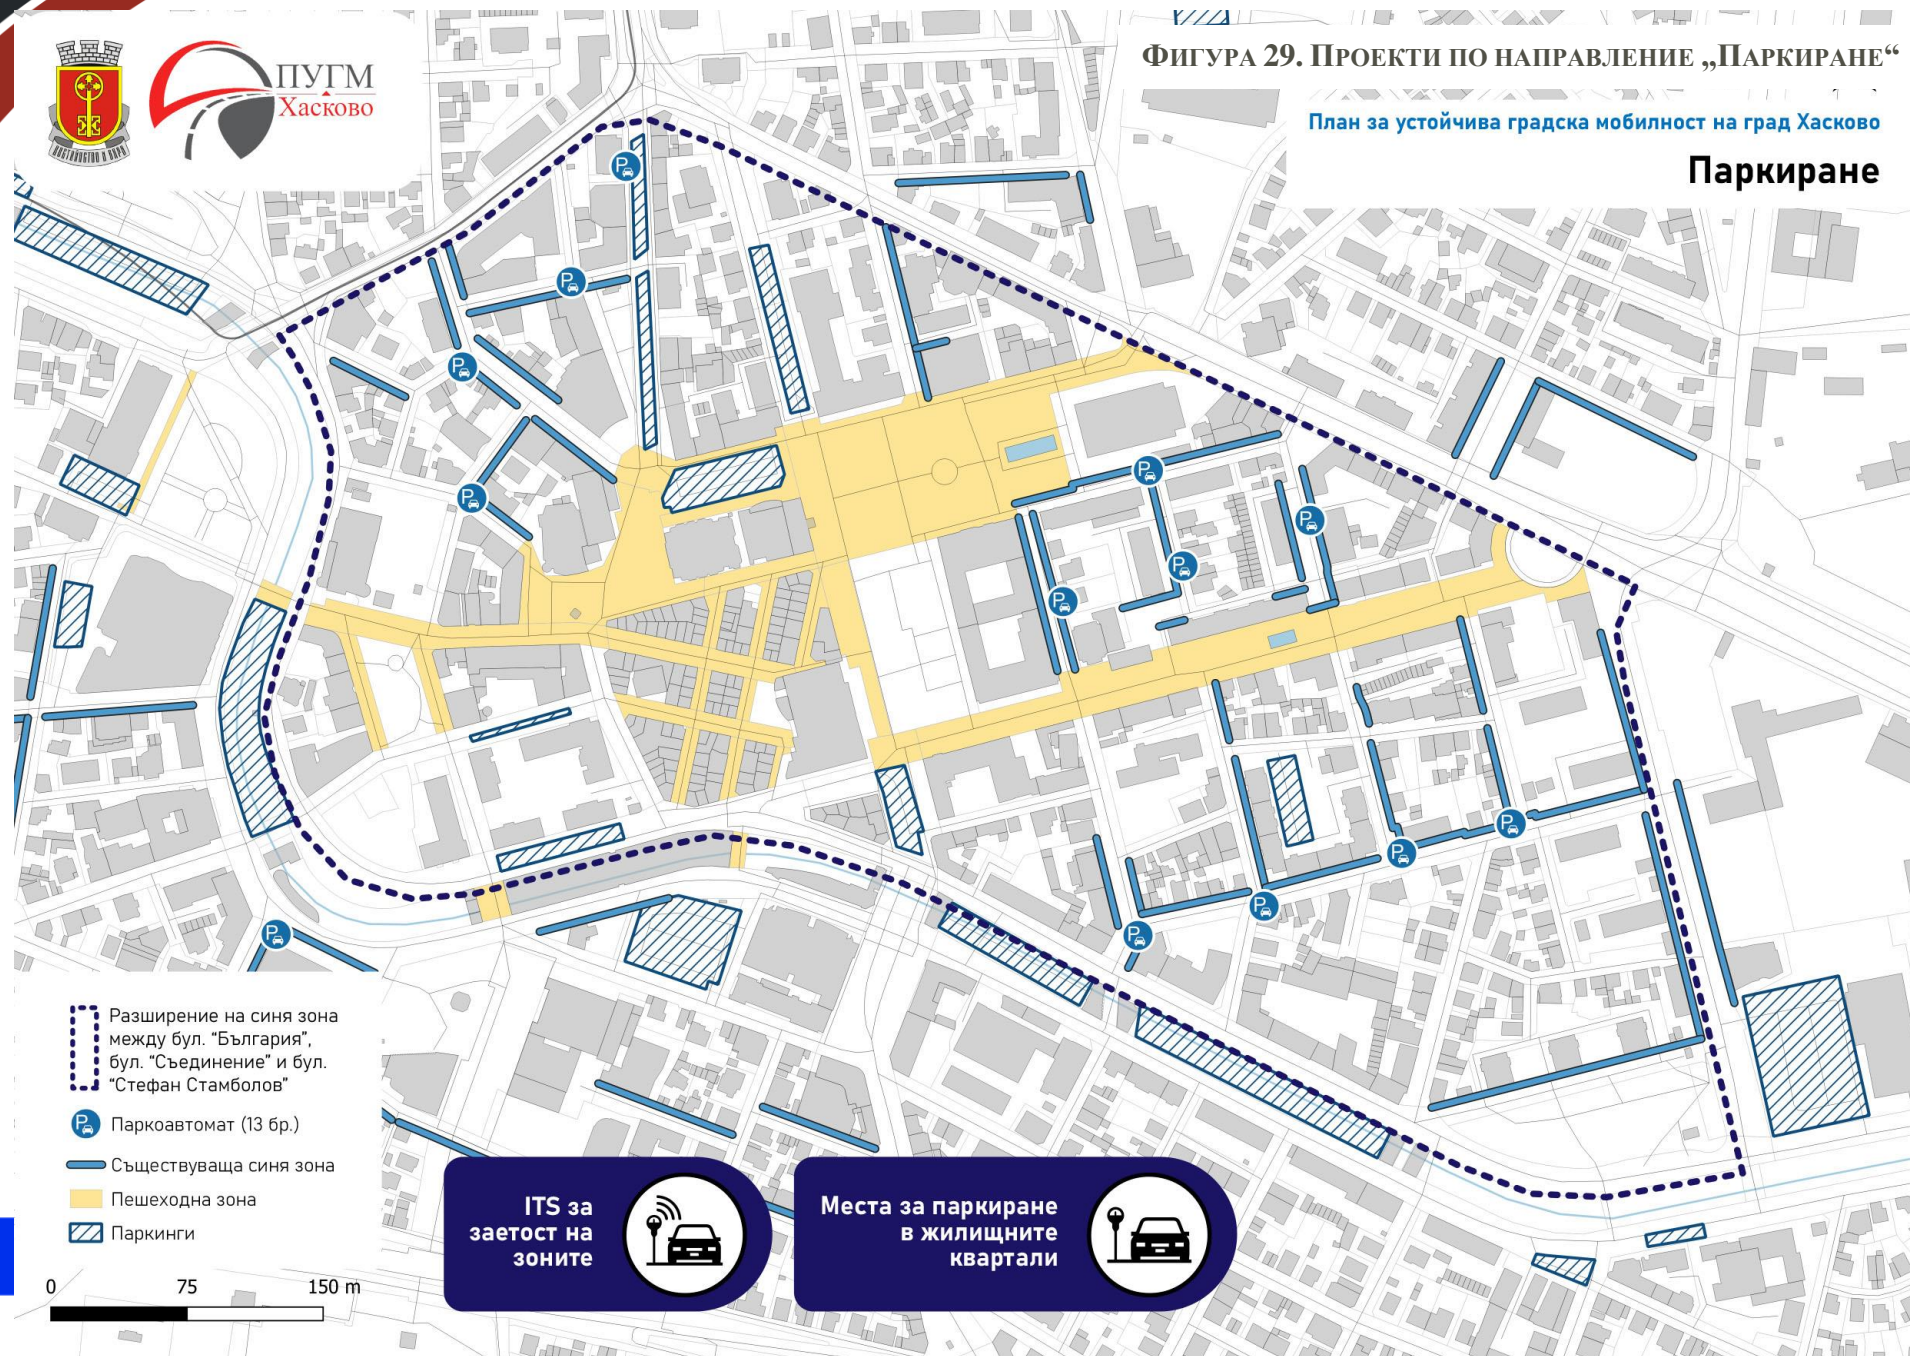 ФИГУРА 29. ПРОЕКТИ ПО НАПРАВЛЕНИЕ „ПАРКИРАНЕ“
ПУГМ
Хасково
План за устойчива градска мобилност на град Хасково
Паркиране
Разширение на синя зона
между бул. “България”,
бул. “Съединение” и бул.
“Стефан Стамболов”
Паркоавтомат (13 бр.)
Съществуваща синя зона
Пешеходна зона
Паркинги
0 75 150 m
ITS за
заетост на
зоните
Места за паркиране
в жилищните
квартали